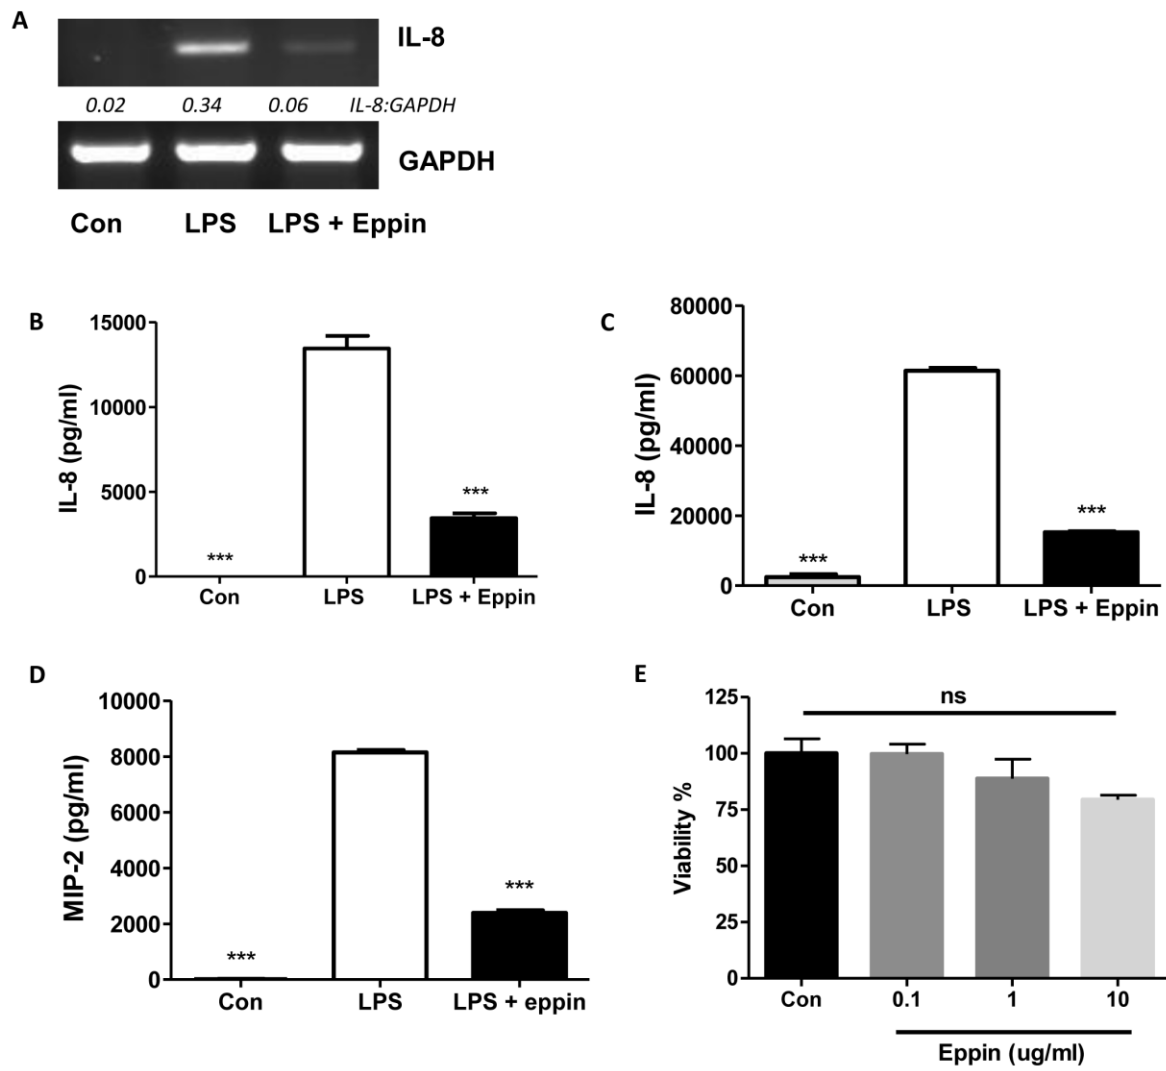 A
IL-8
0.02 0.34 0.06 IL-8:GAPDH
GAPDH
Con LPS LPS + Eppin
B
IL-8 (pg/ml)
15000
10000
5000
0
***
***
Con LPS LPS + Eppin
C
IL-8 (pg/ml)
80000
60000
40000
20000
0
***
***
Con LPS LPS + Eppin
D
MIP-2 (pg/ml)
10000
8000
6000
4000
2000
0
***
***
Con LPS LPS + eppin
E
Viability %
125
100
75
50
25
0
ns
Con 0.1 1 10
Eppin (ug/ml)